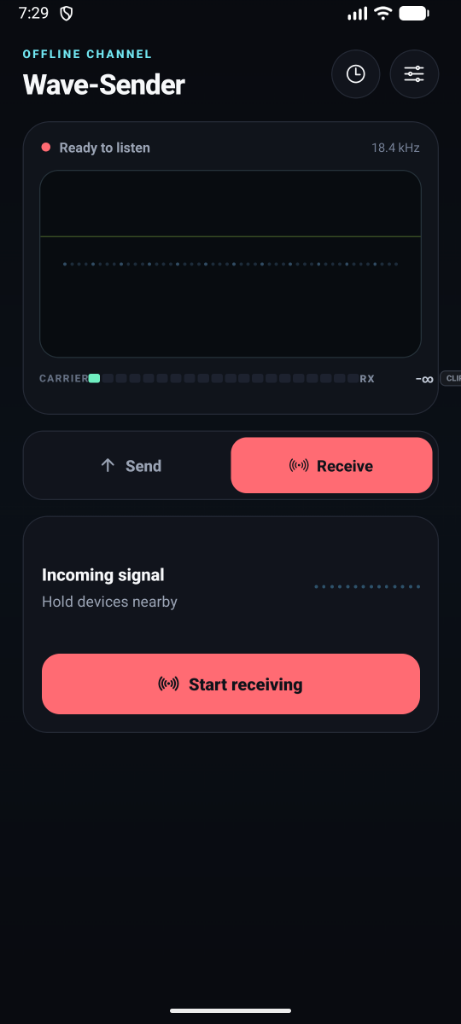 7:29
OFFLINE CHANNEL
Wave-Sender
Ready to listen
18.4 kHz
CARRIER
RX
-∞
Send
Receive
Incoming signal
Hold devices nearby
Start receiving